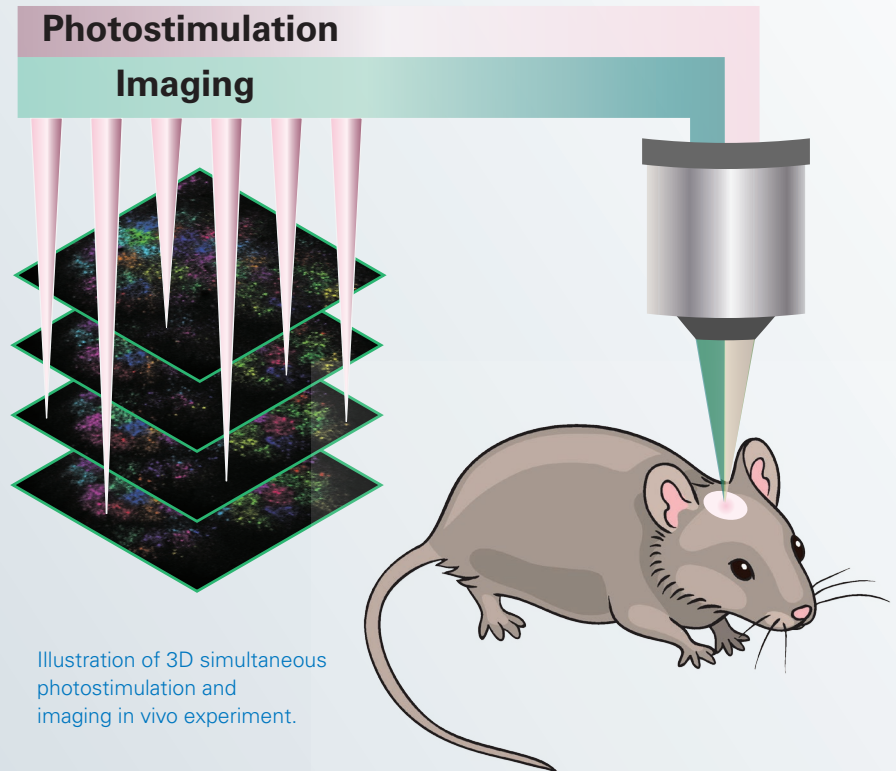 Photostimulation
Imaging
Illustration of 3D simultaneous
photostimulation and
imaging in vivo experiment.